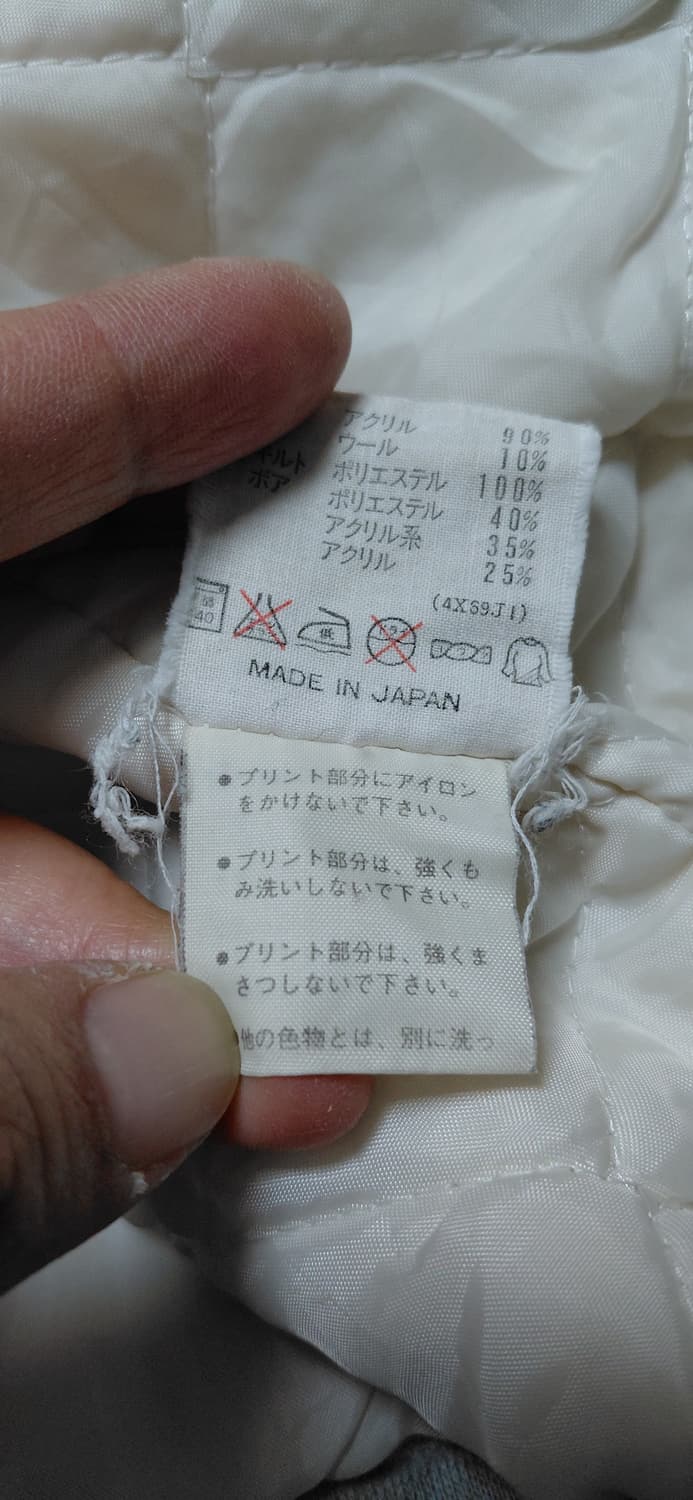 アクリル 90%
ウール 10%
ポリエステル 100%
ボア ポリエステル 40%
アクリル系 35%
アクリル 25%
(4X69J1)
40
低
MADE IN JAPAN
●プリント部分にアイロン
をかけないで下さい。
●プリント部分は、強くも
み洗いしないで下さい。
●プリント部分は、強くま
さつしないで下さい。
他の色物とは、別に洗っ